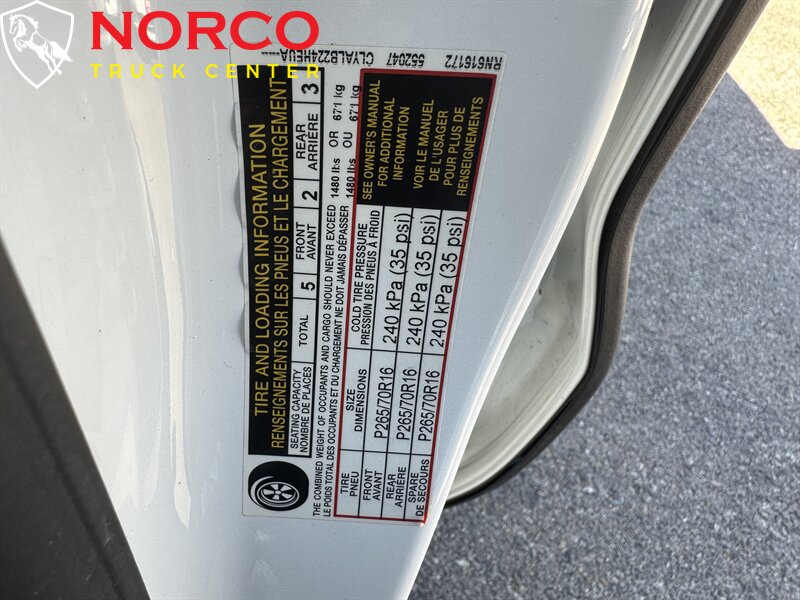 NORCO
TRUCK CENTER
TIRE AND LOADING INFORMATION
RENSEIGNEMENTS SUR LES PNEUS ET LE CHARGEMENT
SEATING CAPACITY
NOMBRE DE PLACES
TOTAL 5
FRONT
AVANT 2
REAR
ARRIÈRE 3
THE COMBINED WEIGHT OF OCCUPANTS AND CARGO SHOULD NEVER EXCEED 1480 lbs OR 671 kg
LE POIDS TOTAL DES OCCUPANTS ET DU CHARGEMENT NE DOIT JAMAIS DÉPASSER 1480 lbs OU 671 kg
TIRE
PNEU
SIZE
DIMENSIONS
COLD TIRE PRESSURE
PRESSION DES PNEUS À FROID
FRONT
AVANT
P265/70R16
240 kPa (35 psi)
REAR
ARRIÈRE
P265/70R16
240 kPa (35 psi)
SPARE
DE SECOURS
P265/70R16
240 kPa (35 psi)
SEE OWNER'S MANUAL
FOR ADDITIONAL
INFORMATION
VOIR LE MANUEL
DE L'USAGER
POUR PLUS DE
RENSEIGNEMENTS
CLYALB2224HEUA
552047
RN616172